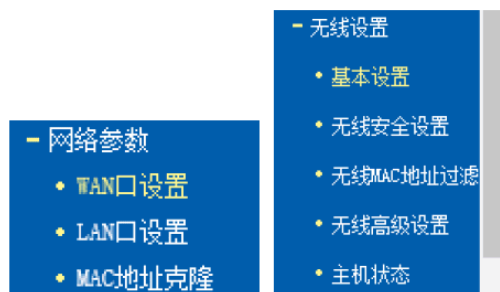 - 网络参数
• WAN口设置
• LAN口设置
• MAC地址克隆
- 无线设置
• 基本设置
• 无线安全设置
• 无线MAC地址过滤
• 无线高级设置
• 主机状态